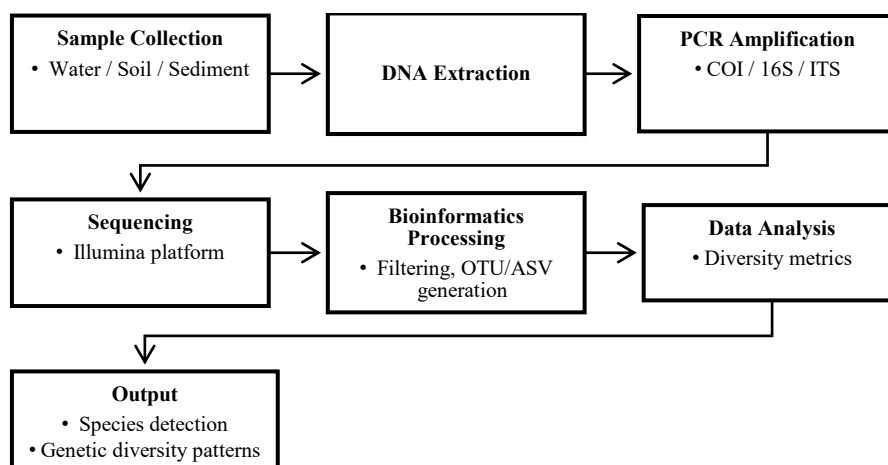 Sample Collection
• Water / Soil / Sediment
DNA Extraction
PCR Amplification
• COI / 16S / ITS
Sequencing
• Illumina platform
Bioinformatics
Processing
• Filtering, OTU/ASV
generation
Data Analysis
• Diversity metrics
Output
• Species detection
• Genetic diversity patterns